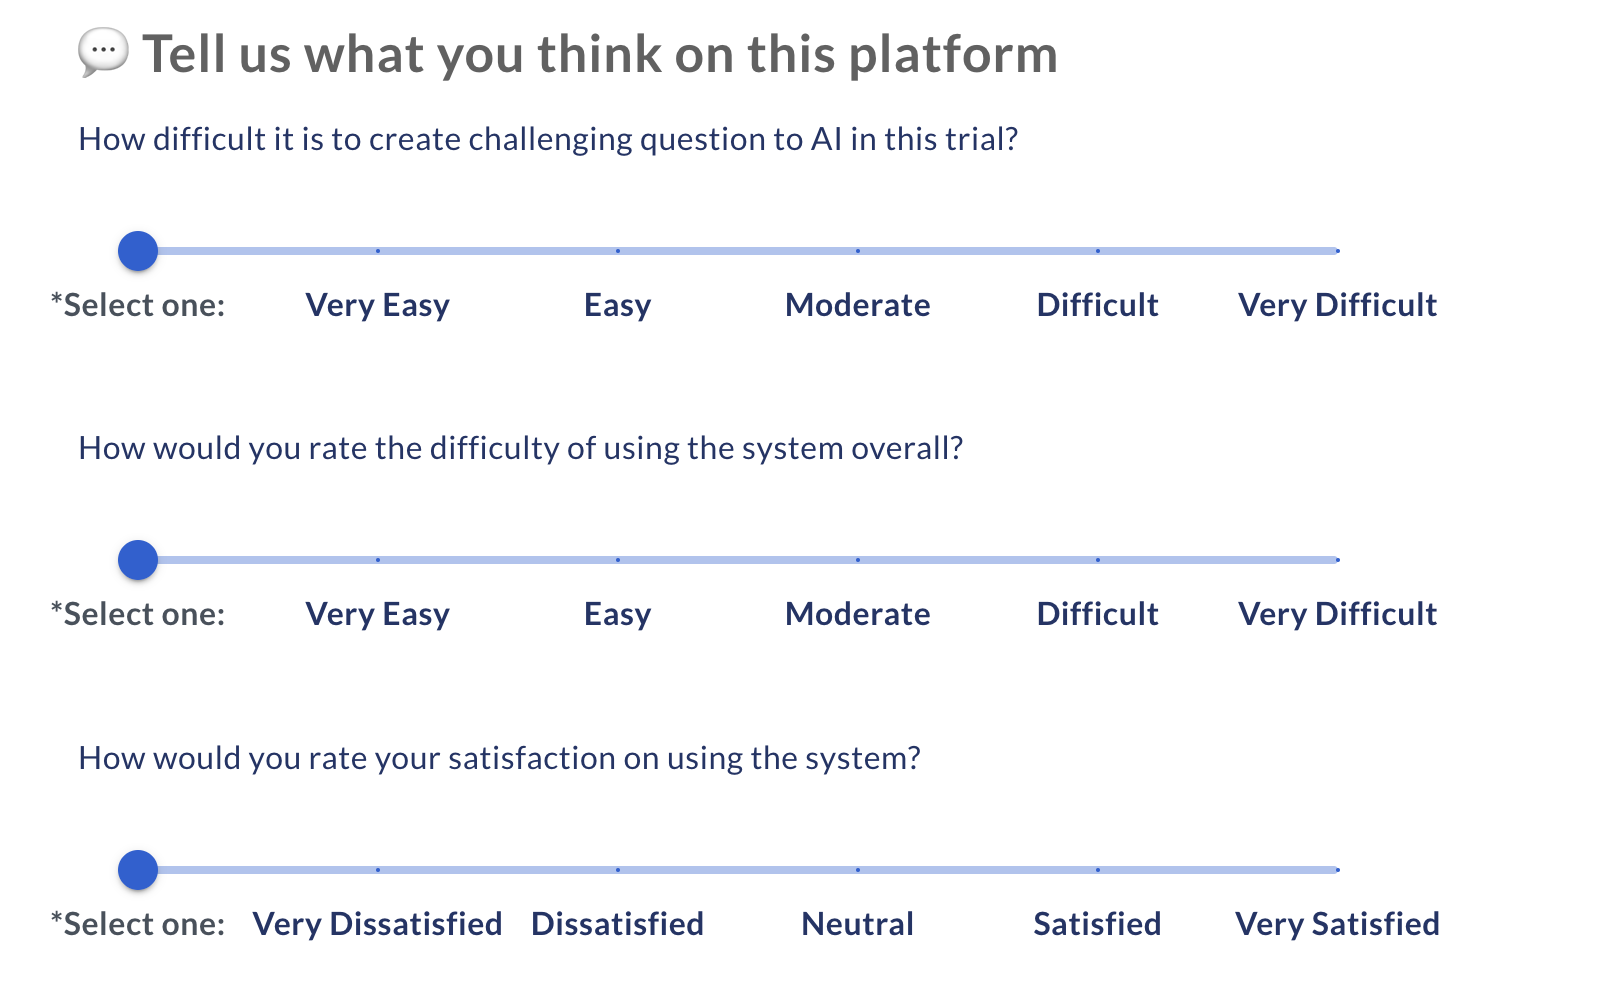 Tell us what you think on this platform
How difficult it is to create challenging question to AI in this trial?
*Select one: Very Easy Easy Moderate Difficult Very Difficult
How would you rate the difficulty of using the system overall?
*Select one: Very Easy Easy Moderate Difficult Very Difficult
How would you rate your satisfaction on using the system?
*Select one: Very Dissatisfied Dissatisfied Neutral Satisfied Very Satisfied